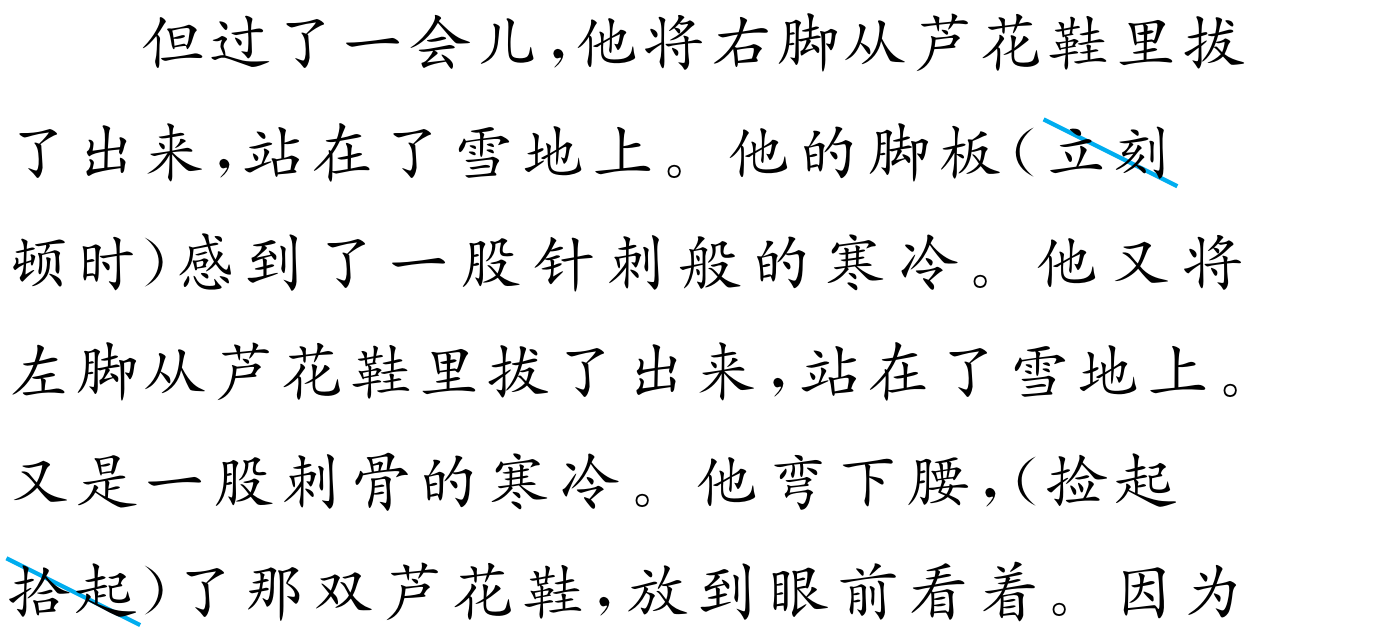 但过了一会儿,他将右脚从芦花鞋里拔
了出来,站在了雪地上。他的脚板(立刻
顿时)感到了一股针刺般的寒冷。他又将
左脚从芦花鞋里拔了出来,站在了雪地上。
又是一股刺骨的寒冷。他弯下腰,(捡起
拾起)了那双芦花鞋,放到眼前看着。因为